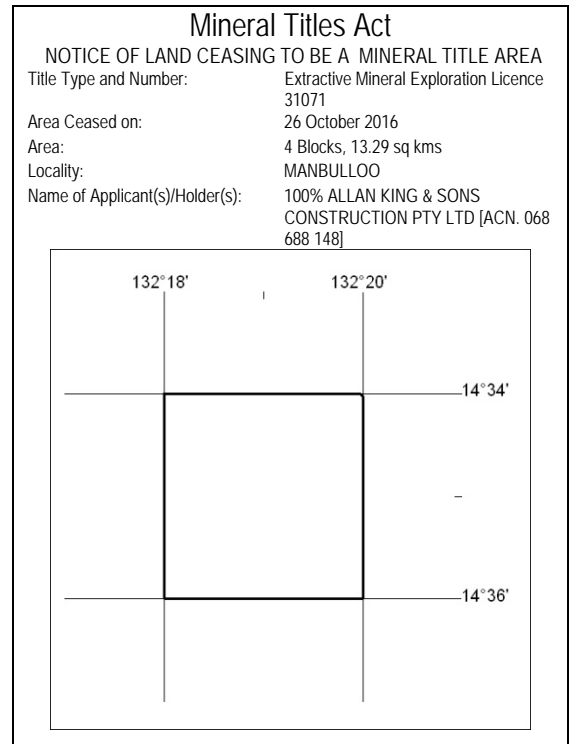 Mineral Titles Act
NOTICE OF LAND CEASING TO BE A MINERAL TITLE AREA
Title Type and Number: Extractive Mineral Exploration Licence
31071
Area Ceased on: 26 October 2016
Area: 4 Blocks, 13.29 sq kms
Locality: MANBULLOO
Name of Applicant(s)/Holder(s): 100% ALLAN KING & SONS
CONSTRUCTION PTY LTD [ACN. 068
688 148]
132°18' 132°20'
14°34'
14°36'